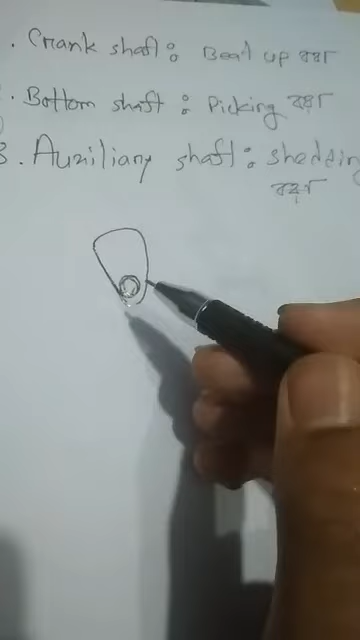 . Crank shaft : Beat up করা
. Bottom shaft : Picking করা
3. Auxiliary shaft : shedding
করা